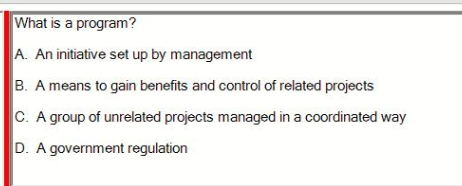 What is a program?
A. An initiative set up by management
B. A means to gain benefits and control of related projects
C. A group of unrelated projects managed in a coordinated way
D. A government regulation